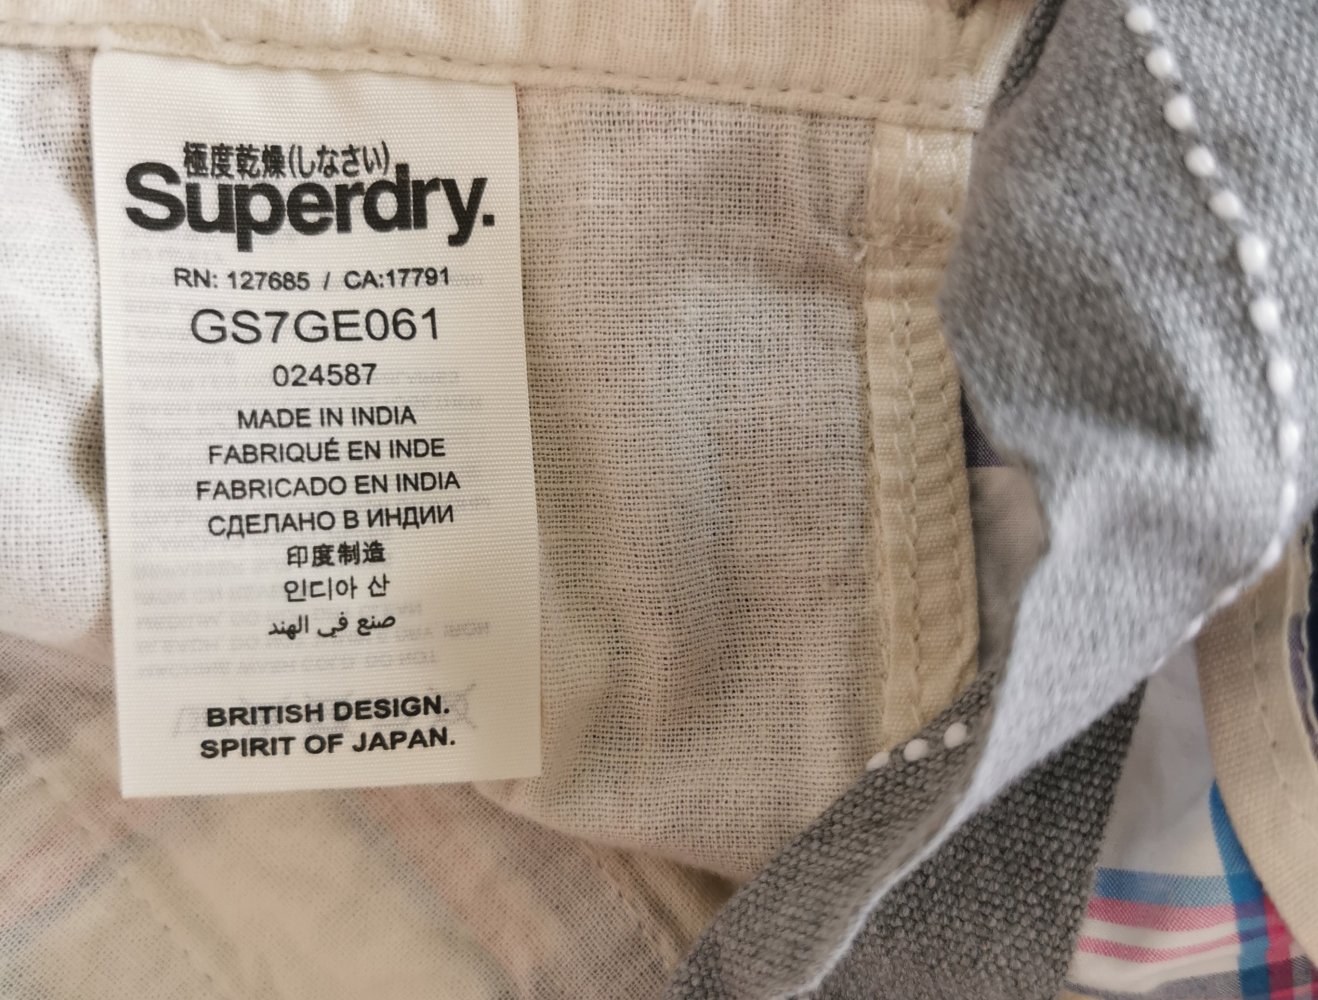 極度乾燥(しなさい)
Superdry.
RN: 127685 / CA:17791
GS7GE061
024587
MADE IN INDIA
FABRIQUÉ EN INDE
FABRICADO EN INDIA
СДЕЛАНО В ИНДИИ
印度制造
인디아 산
صنع في الهند
BRITISH DESIGN.
SPIRIT OF JAPAN.